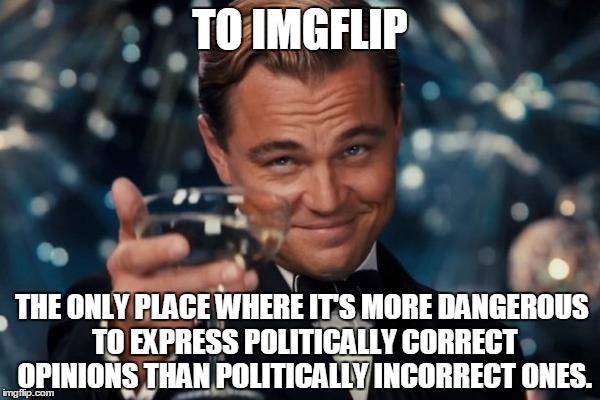 TO IMGFLIP
THE ONLY PLACE WHERE IT'S MORE DANGEROUS
TO EXPRESS POLITICALLY CORRECT
OPINIONS THAN POLITICALLY INCORRECT ONES.
imgflip.com